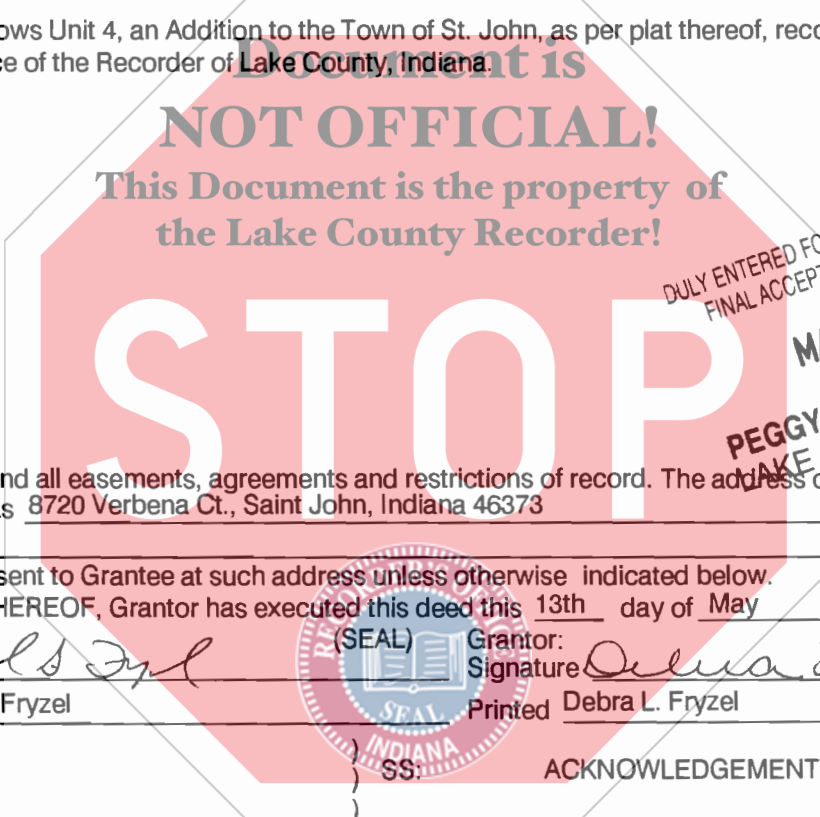 ows Unit 4, an Addition to the Town of St. John, as per plat thereof, reco
ce of the Recorder of Lake County, Indiana.
Document is
NOT OFFICIAL!
This Document is the property of
the Lake County Recorder!
DULY ENTERED FO
FINAL ACCEPT
MA
STOP
PEGGY
LAKE
nd all easements, agreements and restrictions of record. The address o
s 8720 Verbena Ct., Saint John, Indiana 46373
sent to Grantee at such address unless otherwise indicated below.
HEREOF, Grantor has executed this deed this 13th day of May
(SEAL) Grantor:
Signature
Fryzel
Printed Debra L. Fryzel
RECORDER'S OFFICE
SEAL
INDIANA
) SS: ACKNOWLEDGEMENT
)